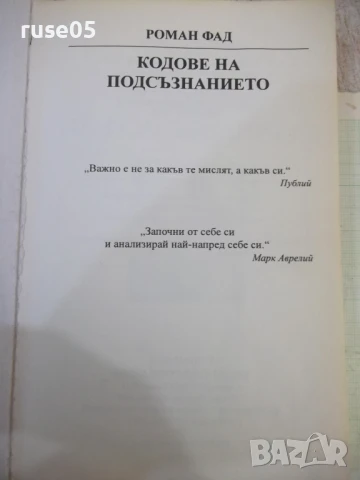 ruse05
РОМАН ФАД
КОДОВЕ НА
ПОДСЪЗНАНИЕТО
„Важно е не за какъв те мислят, а какъв си.“
Публий
„Започни от себе си
и анализирай най-напред себе си.“
Марк Аврелий
BAZAR